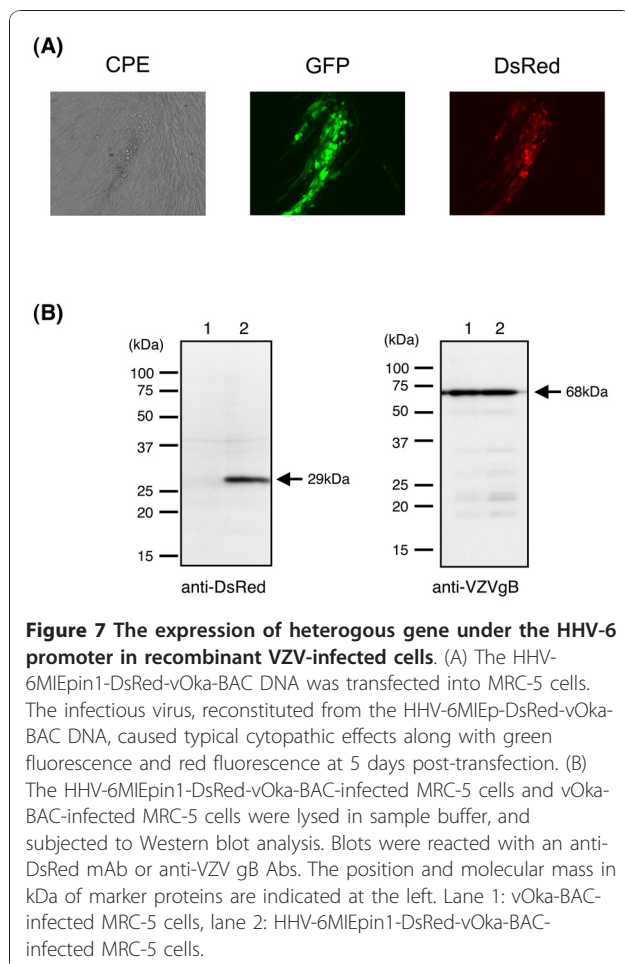 (A)
CPE GFP DsRed
(B)
1 2
(kDa)
100
75
50
37
25
20
15
29kDa
anti-DsRed
1 2
(kDa)
100
75
50
37
25
20
15
68kDa
anti-VZVgB
Figure 7 The expression of heterogous gene under the HHV-6
promoter in recombinant VZV-infected cells. (A) The HHV-
6MIEpin1-DsRed-vOka-BAC DNA was transfected into MRC-5 cells.
The infectious virus, reconstituted from the HHV-6MIEp-DsRed-vOka-
BAC DNA, caused typical cytopathic effects along with green
fluorescence and red fluorescence at 5 days post-transfection. (B)
The HHV-6MIEpin1-DsRed-vOka-BAC-infected MRC-5 cells and vOka-
BAC-infected MRC-5 cells were lysed in sample buffer, and
subjected to Western blot analysis. Blots were reacted with an anti-
DsRed mAb or anti-VZV gB Abs. The position and molecular mass in
kDa of marker proteins are indicated at the left. Lane 1: vOka-BAC-
infected MRC-5 cells, lane 2: HHV-6MIEpin1-DsRed-vOka-BAC-
infected MRC-5 cells.